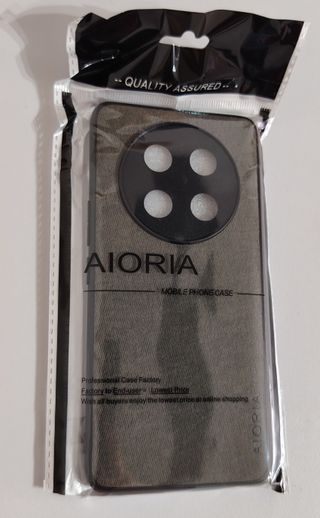 -- QUALITY ASSURED --
AIORIA
MOBILE PHONE CASE
Professional Case Factory
Factory to End-user - Lowest Price
Wish all buyers enjoy the lowest price at online shopping.
AIORIA